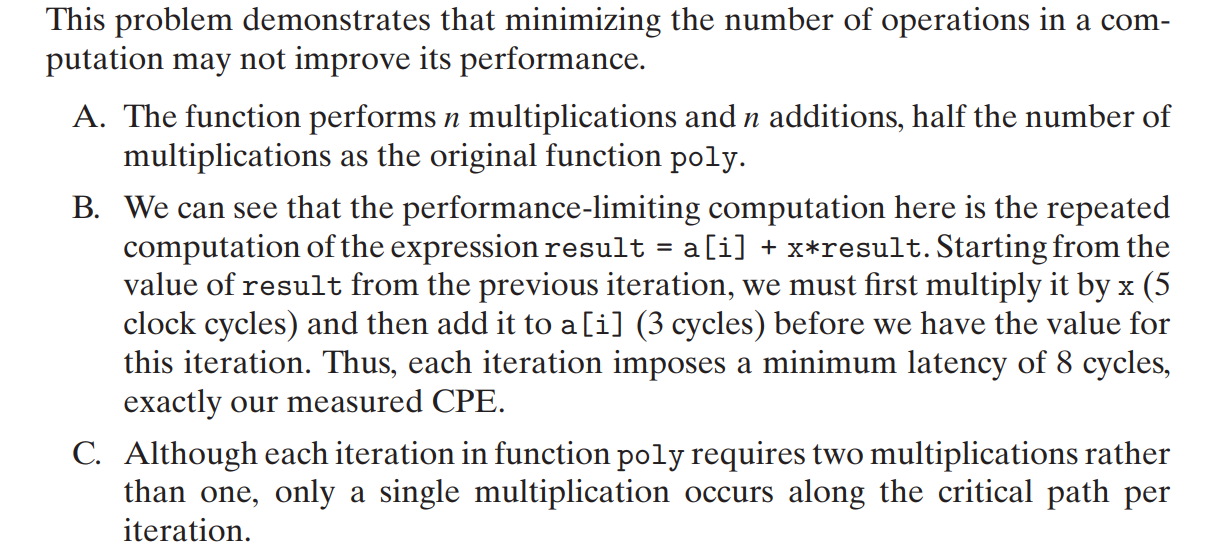 This problem demonstrates that minimizing the number of operations in a com-
putation may not improve its performance.
A. The function performs n multiplications and n additions, half the number of
multiplications as the original function poly.
B. We can see that the performance-limiting computation here is the repeated
computation of the expression result = a[i] + x*result. Starting from the
value of result from the previous iteration, we must first multiply it by x (5
clock cycles) and then add it to a[i] (3 cycles) before we have the value for
this iteration. Thus, each iteration imposes a minimum latency of 8 cycles,
exactly our measured CPE.
C. Although each iteration in function poly requires two multiplications rather
than one, only a single multiplication occurs along the critical path per
iteration.